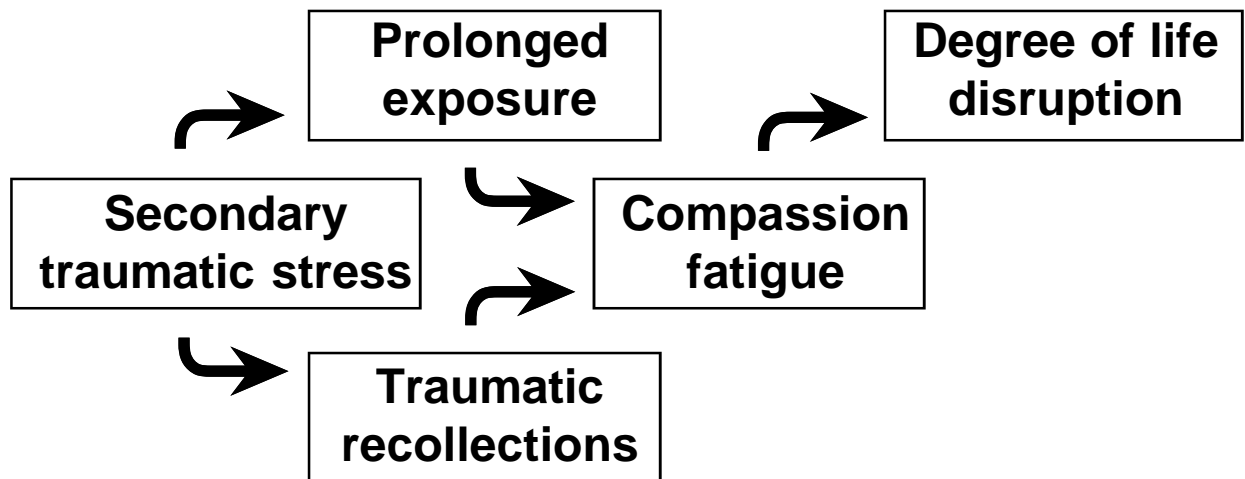 Prolonged
exposure
Degree of life
disruption
Secondary
traumatic stress
Compassion
fatigue
Traumatic
recollections